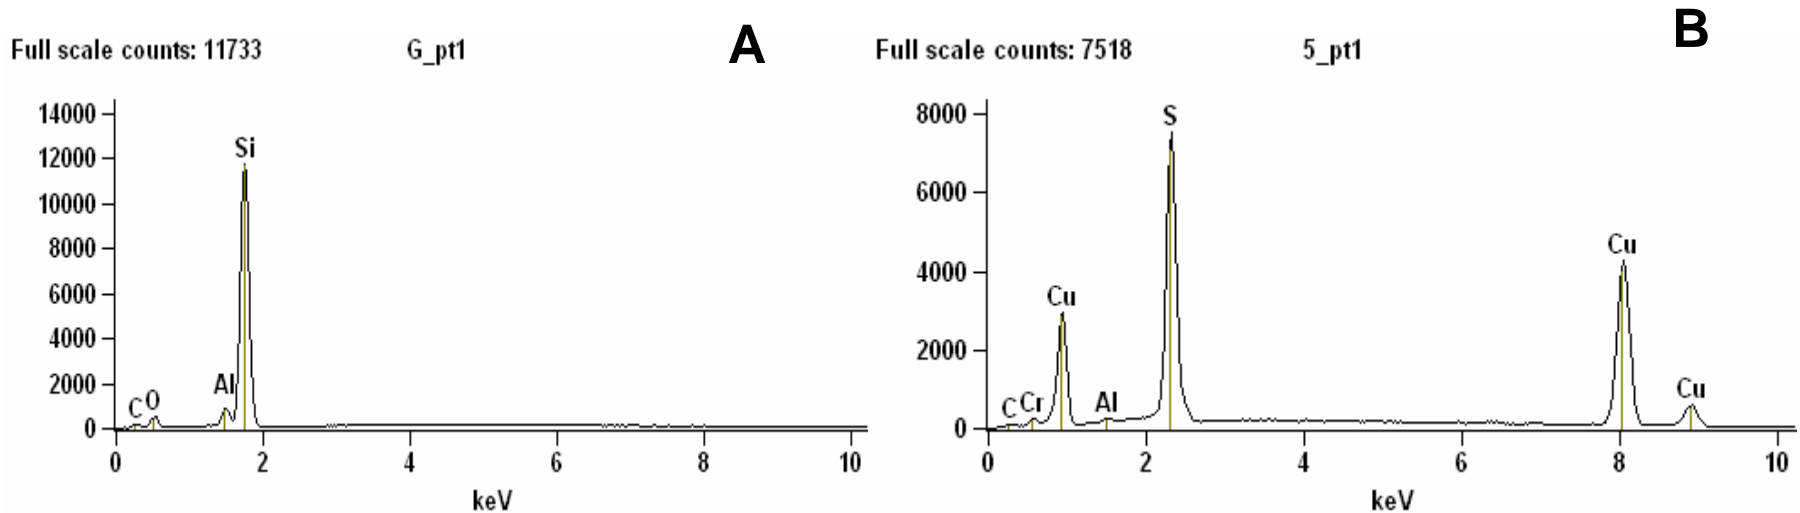 A
B
Full scale counts: 11733 G_pt1
Full scale counts: 7518 5_pt1
14000
12000
10000
8000
6000
4000
2000
0
Si
Al
C O
0 2 4 6 8 10
keV
8000
6000
4000
2000
0
S
Cu
Cu
Cu
C Cr Al
0 2 4 6 8 10
keV